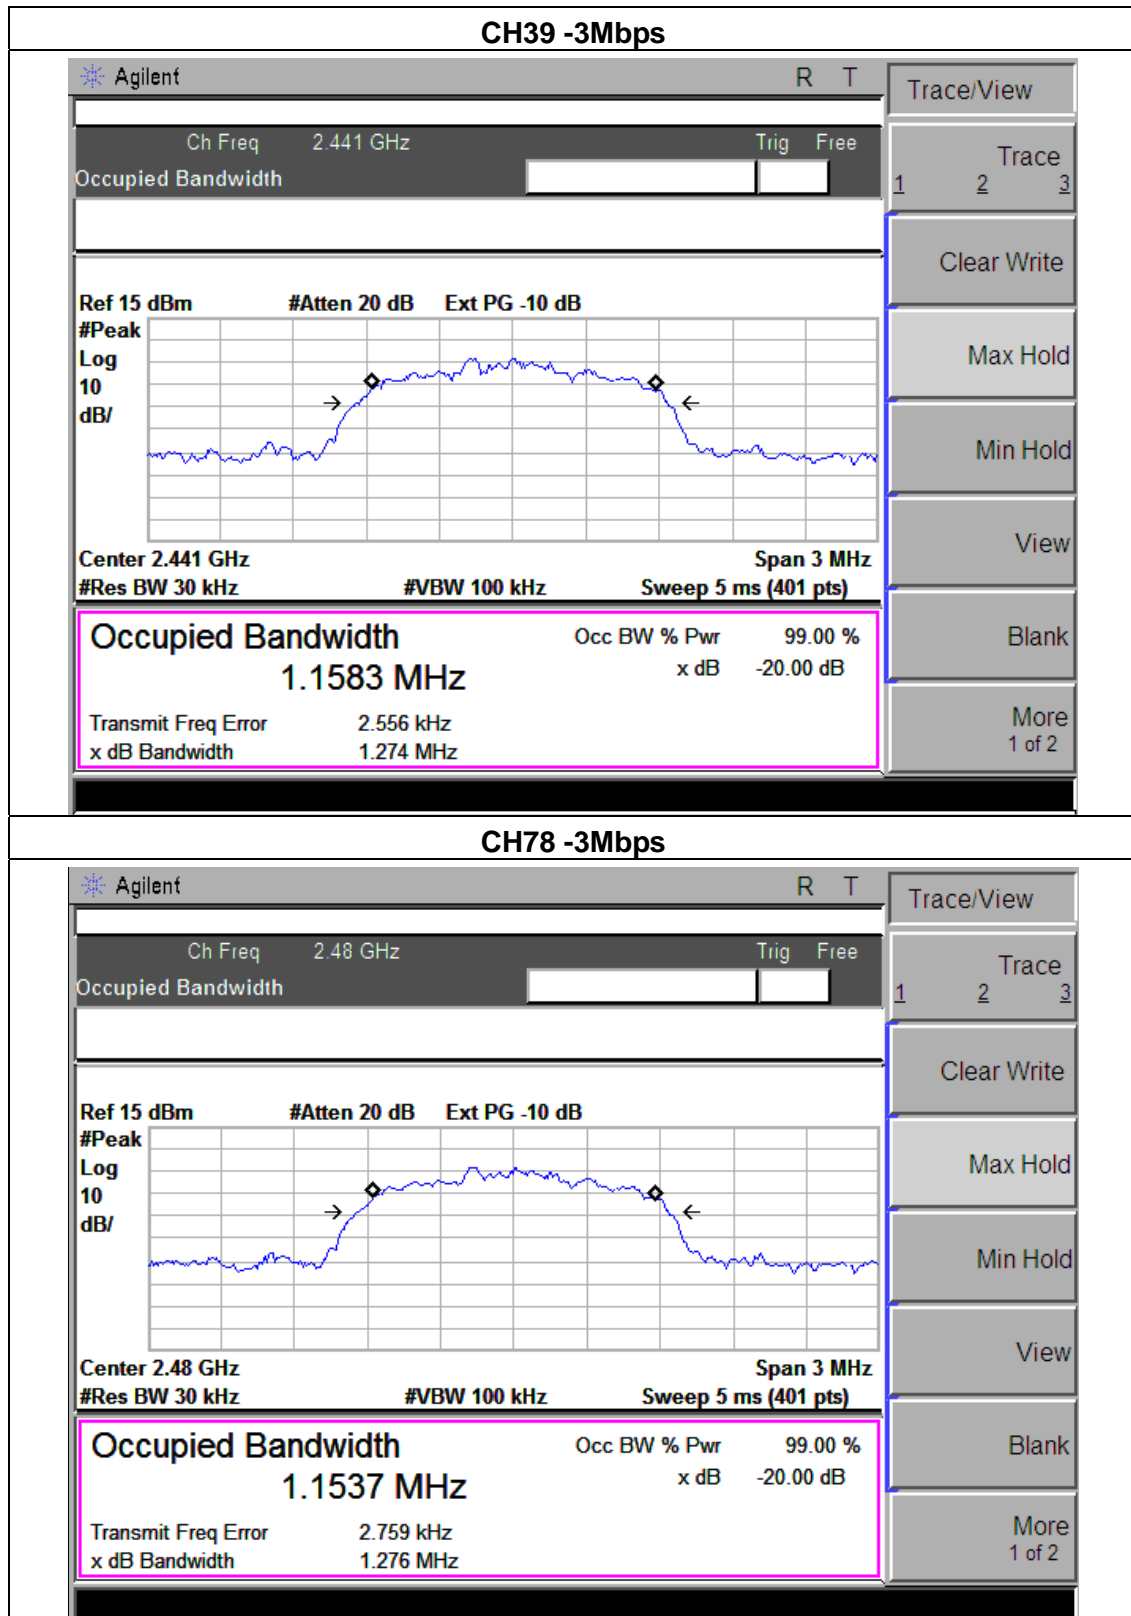 CH39 -3Mbps
Agilent R T
Trace/View
Ch Freq 2.441 GHz Trig Free
Occupied Bandwidth
Trace
1 2 3
Clear Write
Max Hold
Min Hold
View
Blank
More
1 of 2
Ref 15 dBm #Atten 20 dB Ext PG -10 dB
#Peak
Log
10
dB/
Center 2.441 GHz Span 3 MHz
#Res BW 30 kHz #VBW 100 kHz Sweep 5 ms (401 pts)
Occupied Bandwidth Occ BW % Pwr 99.00 %
1.1583 MHz x dB -20.00 dB
Transmit Freq Error 2.556 kHz
x dB Bandwidth 1.274 MHz
CH78 -3Mbps
Agilent R T
Trace/View
Ch Freq 2.48 GHz Trig Free
Occupied Bandwidth
Trace
1 2 3
Clear Write
Max Hold
Min Hold
View
Blank
More
1 of 2
Ref 15 dBm #Atten 20 dB Ext PG -10 dB
#Peak
Log
10
dB/
Center 2.48 GHz Span 3 MHz
#Res BW 30 kHz #VBW 100 kHz Sweep 5 ms (401 pts)
Occupied Bandwidth Occ BW % Pwr 99.00 %
1.1537 MHz x dB -20.00 dB
Transmit Freq Error 2.759 kHz
x dB Bandwidth 1.276 MHz